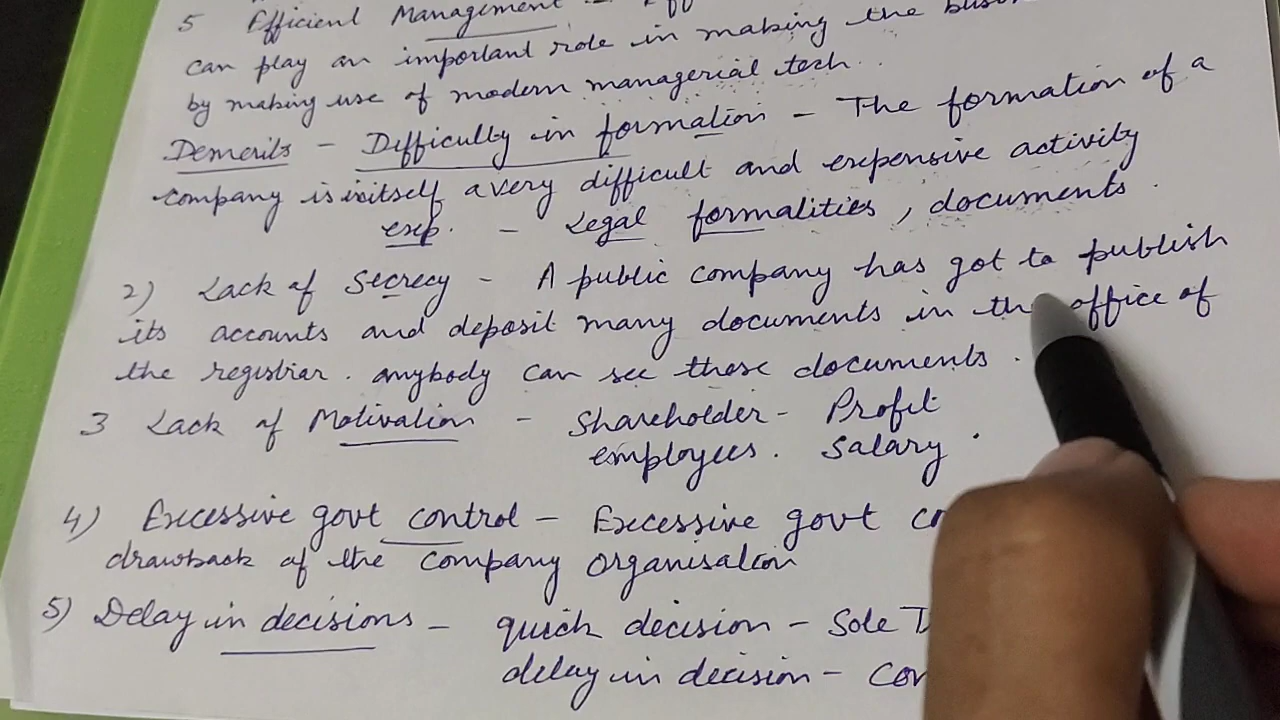 5 Efficient Management -
can play an important role in making the
by making use of modern managerial tech.
Demerits - Difficulty in formation - The formation of a
company is initself a very difficult and expensive activity
exp. - Legal formalities, documents.
2) Lack of Secrecy - A public company has got to publish
its accounts and deposit many documents in the office of
the registrar. anybody can see these documents.
3 Lack of Motivation - Shareholder - Profit
employees. Salary.
4) Excessive govt control - Excessive govt
drawback of the company organisation
5) Delay in decisions - quick decision - Sole
delay in decision -